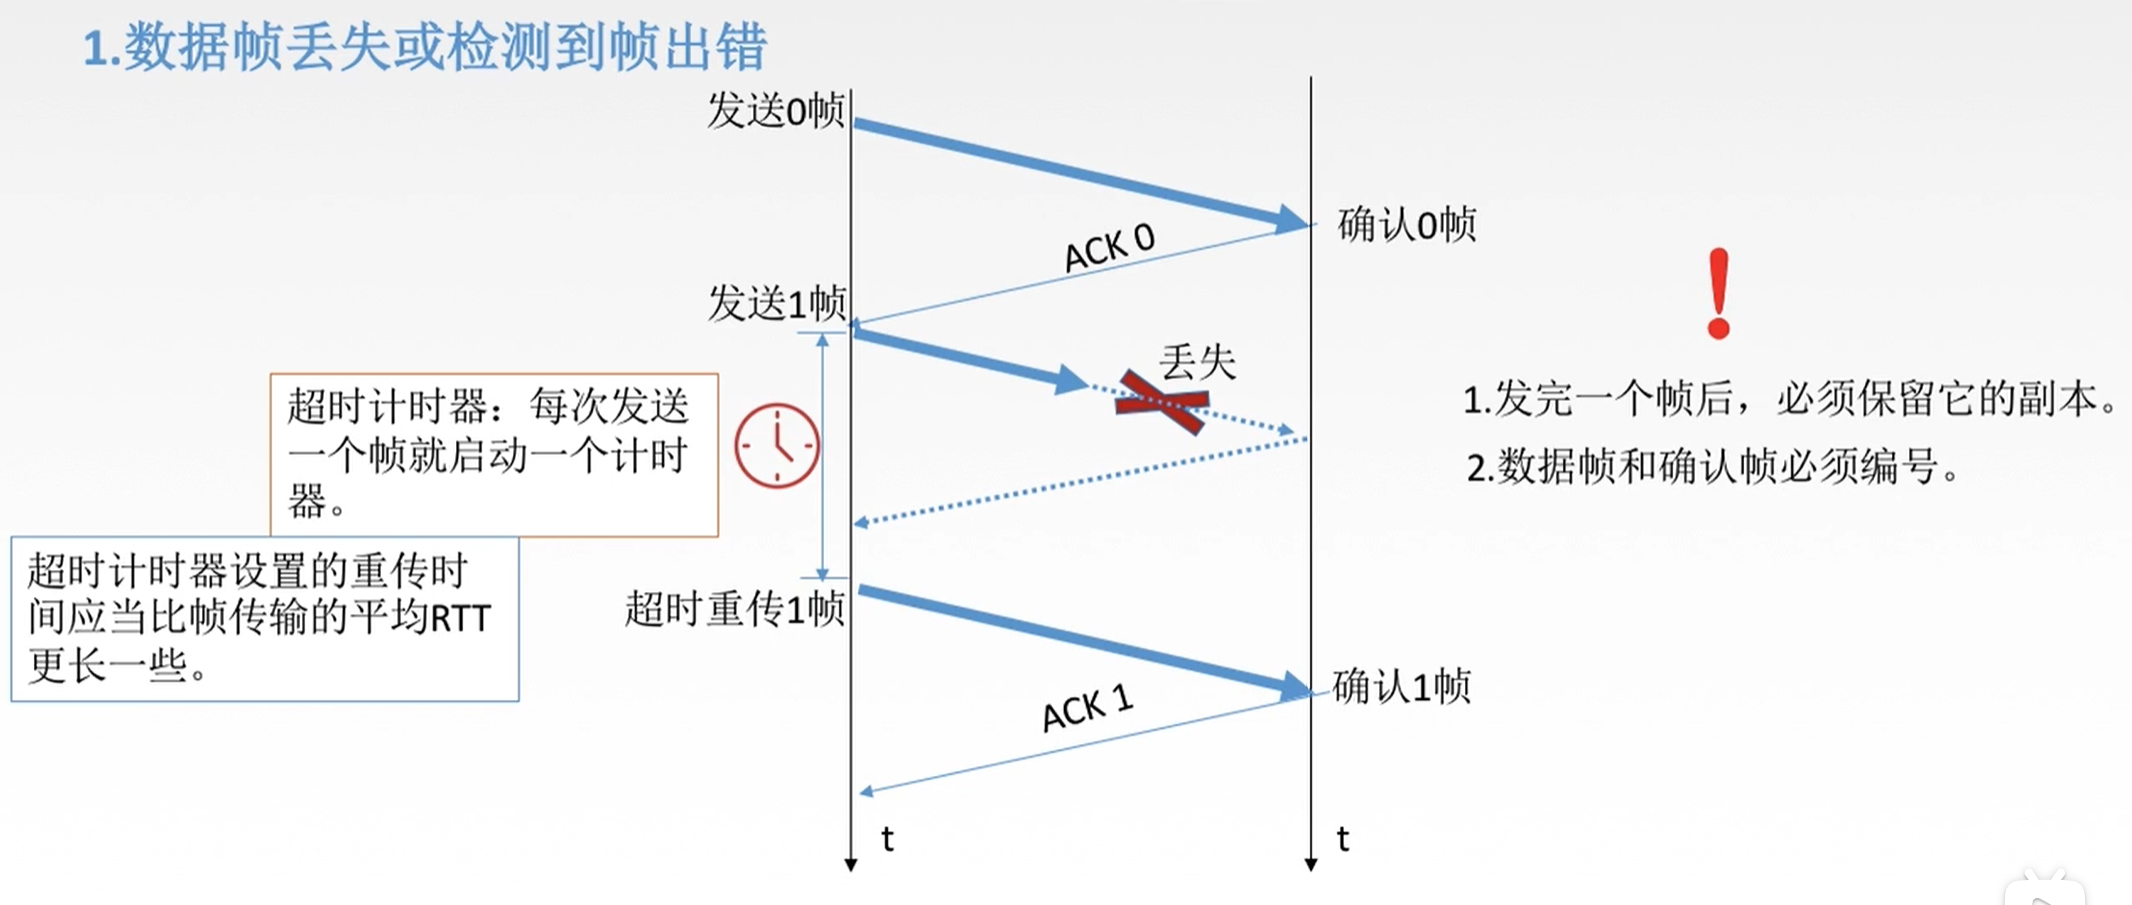 1.数据帧丢失或检测到帧出错
发送0帧
确认0帧
ACK 0
发送1帧
丢失
超时计时器：每次发送
一个帧就启动一个计时
器。
1.发完一个帧后，必须保留它的副本。
2.数据帧和确认帧必须编号。
超时计时器设置的重传时
间应当比帧传输的平均RTT
更长一些。
超时重传1帧
确认1帧
ACK 1
t
t